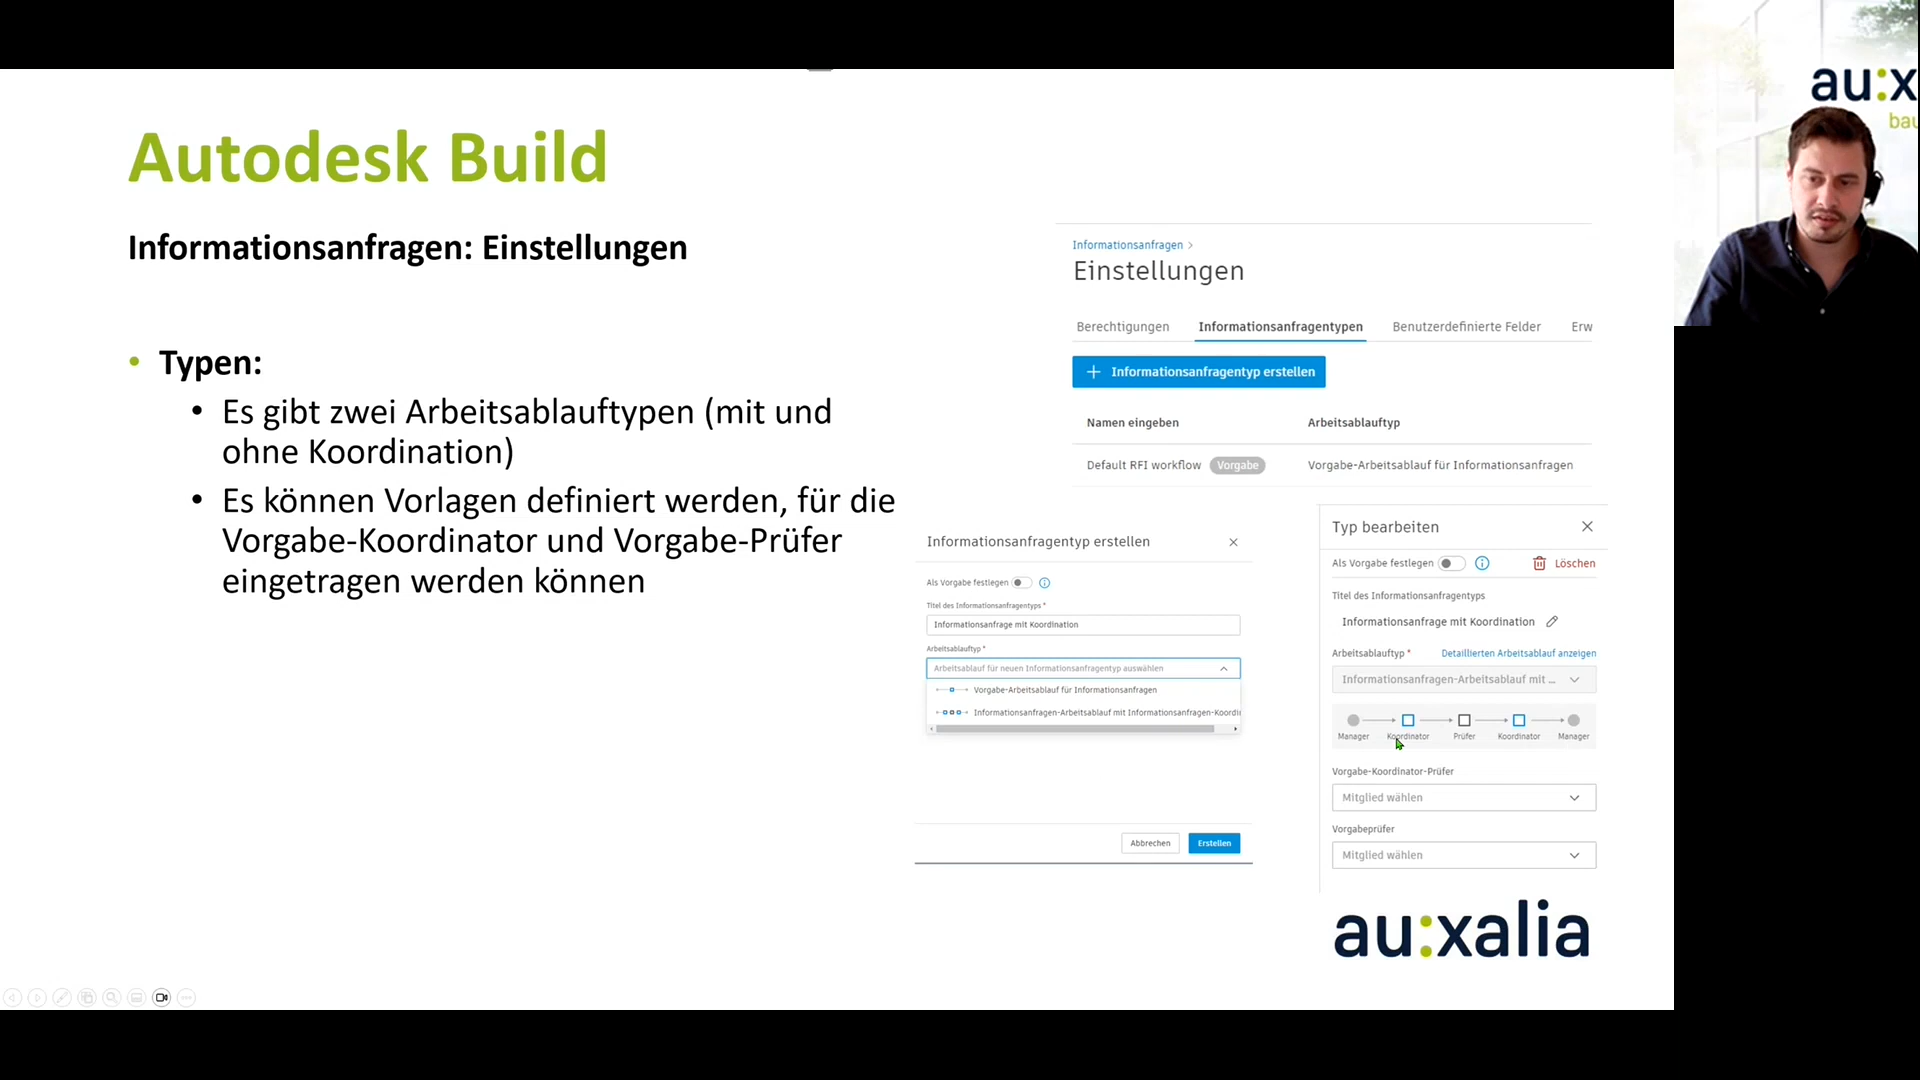 Autodesk Build
Informationsanfragen: Einstellungen
• Typen:
• Es gibt zwei Arbeitsablauftypen (mit und
ohne Koordination)
• Es können Vorlagen definiert werden, für die
Vorgabe-Koordinator und Vorgabe-Prüfer
eingetragen werden können
Informationsanfragen >
Einstellungen
Berechtigungen Informationsanfragentypen Benutzerdefinierte Felder Erw
+ Informationsanfragentyp erstellen
Namen eingeben Arbeitsablauftyp
Default RFI workflow Vorgabe Vorgabe-Arbeitsablauf für Informationsanfragen
Informationsanfragentyp erstellen
Als Vorgabe festlegen
Titel des Informationsanfragentyps *
Informationsanfrage mit Koordination
Arbeitsablauftyp *
Arbeitsablauf für neuen Informationsanfragentyp auswählen
Vorgabe-Arbeitsablauf für Informationsanfragen
Informationsanfragen-Arbeitsablauf mit Informationsanfragen-Koordi
Abbrechen Erstellen
Typ bearbeiten
Als Vorgabe festlegen Löschen
Titel des Informationsanfragentyps
Informationsanfrage mit Koordination
Arbeitsablauftyp * Detaillierten Arbeitsablauf anzeigen
Informationsanfragen-Arbeitsablauf mit ...
Manager Koordinator Prüfer Koordinator Manager
Vorgabe-Koordinator-Prüfer
Mitglied wählen
Vorgabeprüfer
Mitglied wählen
au:xalia
au:x
bau